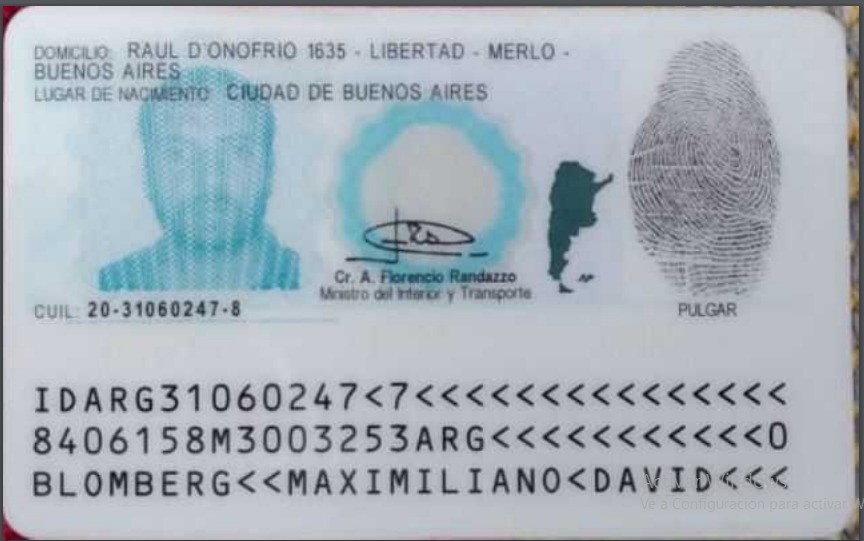 DOMICILIO: RAUL D'ONOFRIO 1635 - LIBERTAD - MERLO -
BUENOS AIRES
LUGAR DE NACIMIENTO: CIUDAD DE BUENOS AIRES
Cr. A. Florencio Randazzo
Ministro del Interior y Transporte
CUIL: 20-31060247-8
PULGAR
IDARG31060247<7<<<<<<<<<<<<<<<
8406158M3003253ARG<<<<<<<<<<<0
BLOMBERG<<MAXIMILIANO<DAVID<<<
Ve a Configuración para activar W